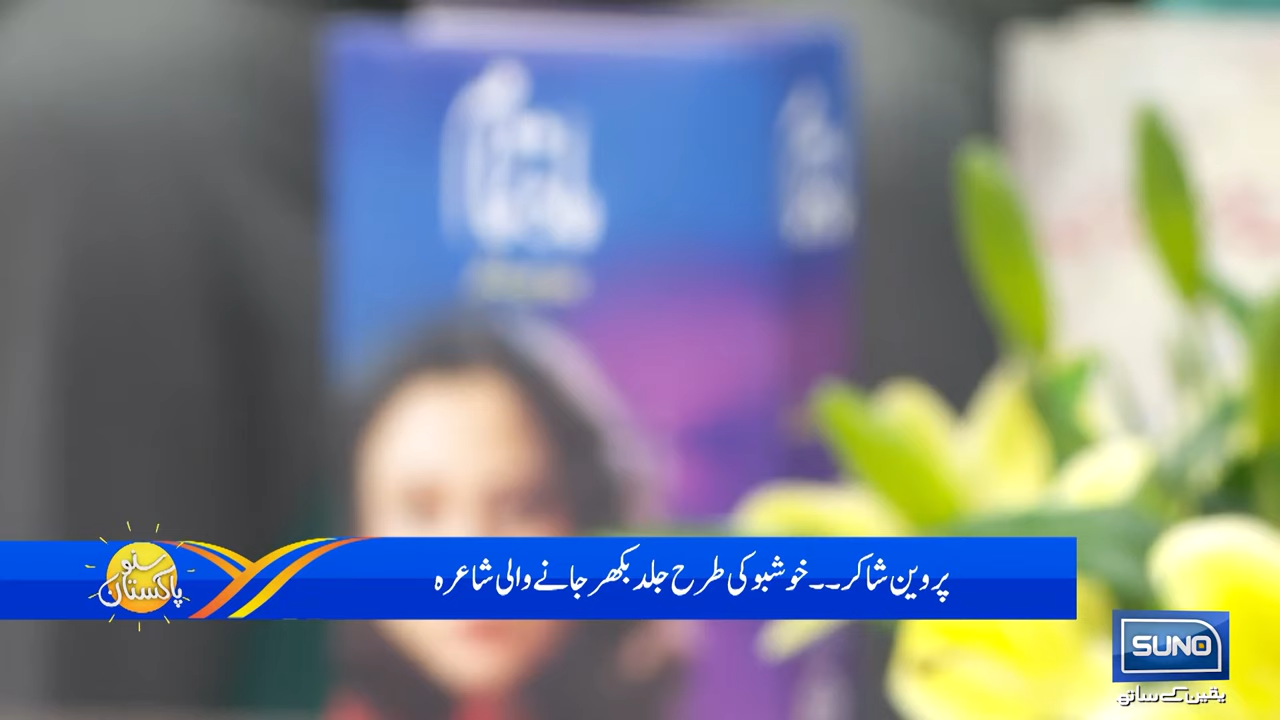 سنو
پاکستان
پروین شاکر۔۔خوشبو کی طرح جلد بکھر جانے والی شاعرہ
SUNO
یقین کے ساتھ